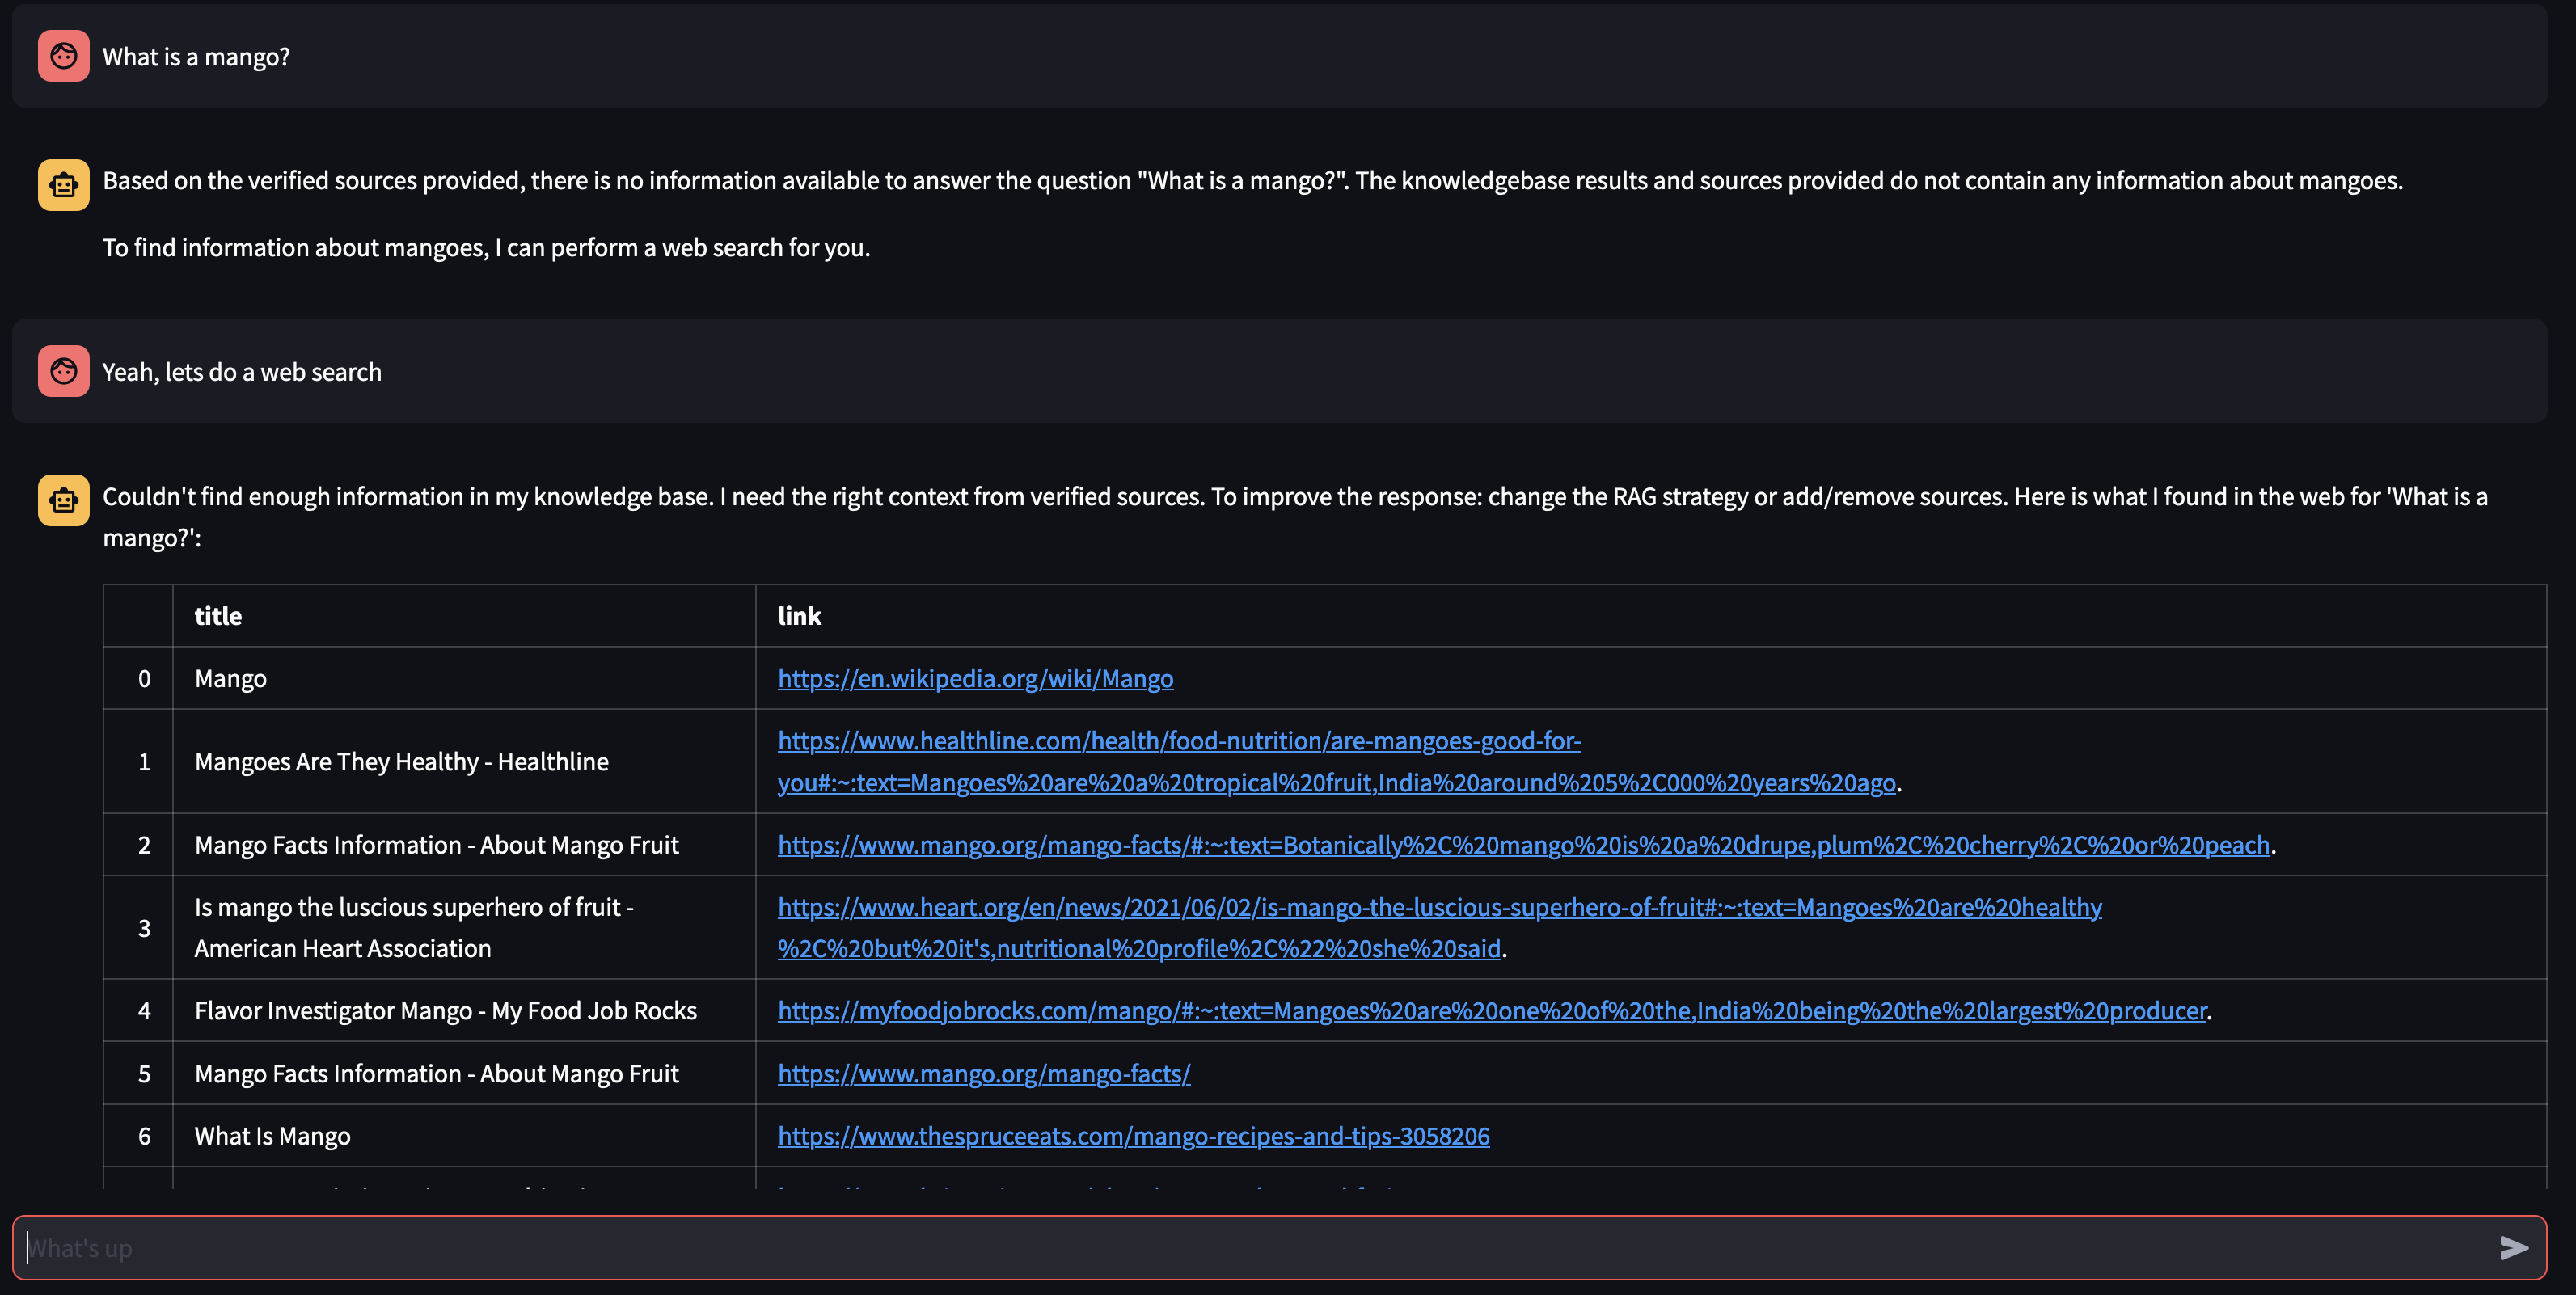 What is a mango?
Based on the verified sources provided, there is no information available to answer the question "What is a mango?". The knowledgebase results and sources provided do not contain any information about mangoes.
To find information about mangoes, I can perform a web search for you.
Yeah, lets do a web search
Couldn't find enough information in my knowledge base. I need the right context from verified sources. To improve the response: change the RAG strategy or add/remove sources. Here is what I found in the web for 'What is a
mango?':
title link
0 Mango https://en.wikipedia.org/wiki/Mango
1 Mangoes Are They Healthy - Healthline https://www.healthline.com/health/food-nutrition/are-mangoes-good-for-
you#:~:text=Mangoes%20are%20a%20tropical%20fruit,India%20around%205%2C000%20years%20ago.
2 Mango Facts Information - About Mango Fruit https://www.mango.org/mango-facts/#:~:text=Botanically%2C%20mango%20is%20a%20drupe,plum%2C%20cherry%2C%20or%20peach.
3 Is mango the luscious superhero of fruit - https://www.heart.org/en/news/2021/06/02/is-mango-the-luscious-superhero-of-fruit#:~:text=Mangoes%20are%20healthy
American Heart Association %2C%20but%20it's,nutritional%20profile%2C%22%20she%20said.
4 Flavor Investigator Mango - My Food Job Rocks https://myfoodjobrocks.com/mango/#:~:text=Mangoes%20are%20one%20of%20the,India%20being%20the%20largest%20producer.
5 Mango Facts Information - About Mango Fruit https://www.mango.org/mango-facts/
6 What Is Mango https://www.thespruceeats.com/mango-recipes-and-tips-3058206
What's up